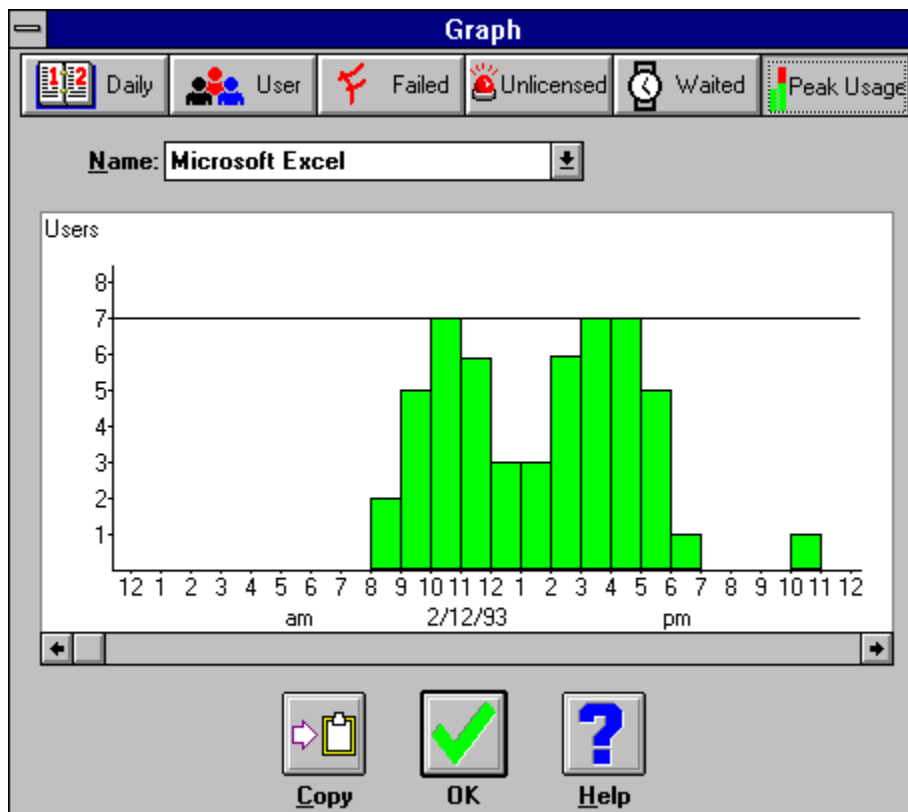 Graph
12 Daily User Failed Unlicensed Waited Peak Usage
Name: Microsoft Excel
Users
8
7
6
5
4
3
2
1
12 1 2 3 4 5 6 7 8 9 10 11 12 1 2 3 4 5 6 7 8 9 10 11 12
am 2/12/93 pm
?
Copy OK Help